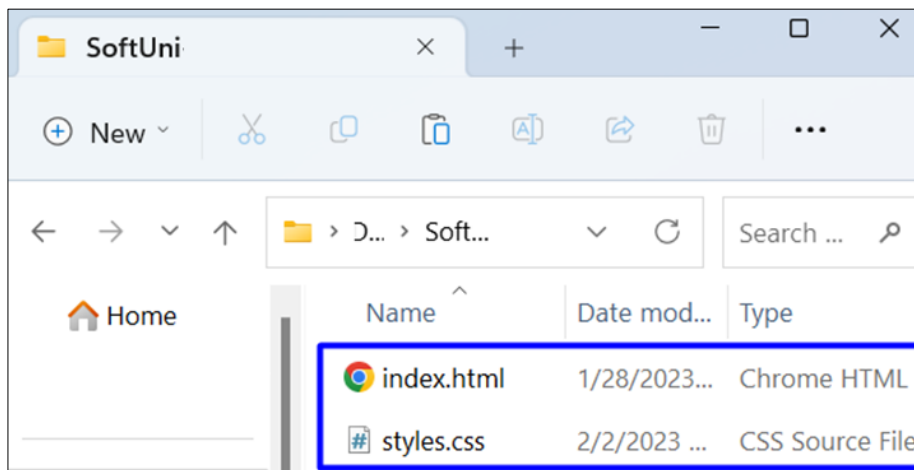 SoftUni
New
D... Soft...
Search ...
Home
Name Date mod... Type
index.html 1/28/2023... Chrome HTML
styles.css 2/2/2023 ... CSS Source File